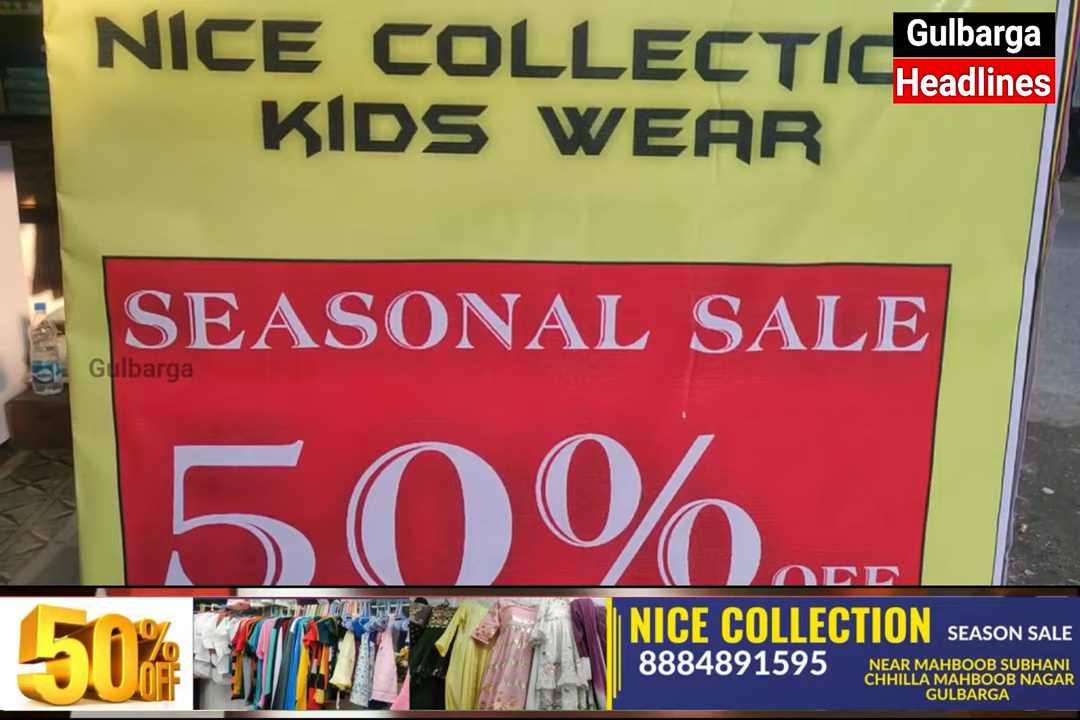 NICE COLLECTIO
KIDS WEAR
Gulbarga
Headlines
SEASONAL SALE
Gulbarga
50% OFF
50% OFF
NICE COLLECTION SEASON SALE
8884891595
NEAR MAHBOOB SUBHANI
CHHILLA MAHBOOB NAGAR
GULBARGA